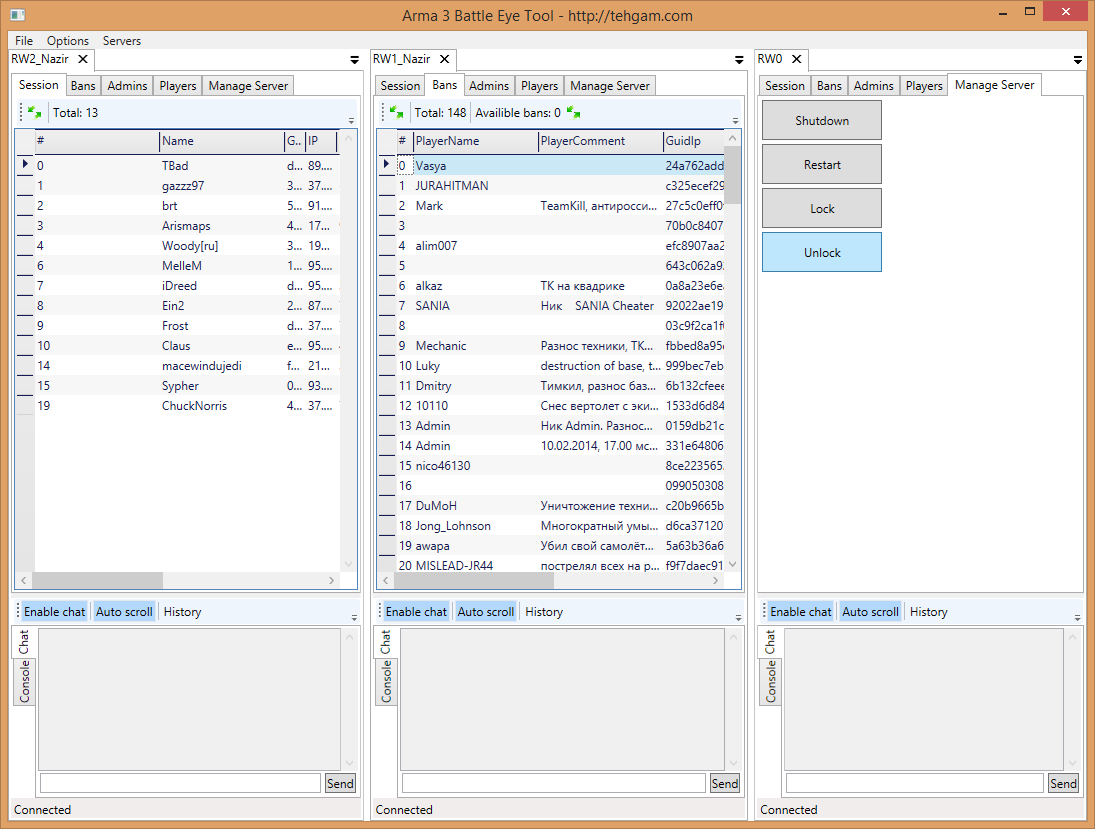 Arma 3 Battle Eye Tool - http://tehgam.com
File Options Servers
RW2_Nazir
Session Bans Admins Players Manage Server
Total: 13
# Name G.. IP
0 TBad d... 89....
1 gazzz97 3... 37....
2 brt 5... 91....
3 Arismaps 4... 17...
4 Woody[ru] 3... 19...
6 MelleM 1... 95....
7 iDreed d... 95....
8 Ein2 2... 87....
9 Frost d... 37....
10 Claus e... 95....
14 macewindujedi f... 21...
15 Sypher 0... 93....
19 ChuckNorris 4... 37....
Enable chat Auto scroll History
Chat
Console
Send
Connected
RW1_Nazir
Session Bans Admins Players Manage Server
Total: 148 Availible bans: 0
# PlayerName PlayerComment GuidIp
0 Vasya 24a762add
1 JURAHITMAN c325ecef29
2 Mark TeamKill, антиросси... 27c5c0eff0
3 70b0c8407
4 alim007 efc8907aa2
5 643c062a9
6 alkaz ТК на квадрике 0a8a23e6e
7 SANIA Ник SANIA Cheater 92022ae19
8 03c9f2ca1f
9 Mechanic Разнос техники, ТК... fbbed8a95
10 Luky destruction of base, t... 999bec7eb
11 Dmitry Тимкил, разнос баз... 6b132cfeee
12 10110 Снес вертолет с эки... 1533d6d84
13 Admin Ник Admin. Разнос... 0159db21c
14 Admin 10.02.2014, 17.00 мс... 331e64806
15 nico46130 8ce223565
16 099050308
17 DuMoH Уничтожение техни... c20b9665b
18 Jong_Lohnson Многократный умы... d6ca37120
19 awapa Убил свой самолёт... 5a63b36a6
20 MISLEAD-JR44 пострелял всех на р... f9f7daec91
Enable chat Auto scroll History
Chat
Console
Send
Connected
RW0
Session Bans Admins Players Manage Server
Shutdown
Restart
Lock
Unlock
Enable chat Auto scroll History
Chat
Console
Send
Connected